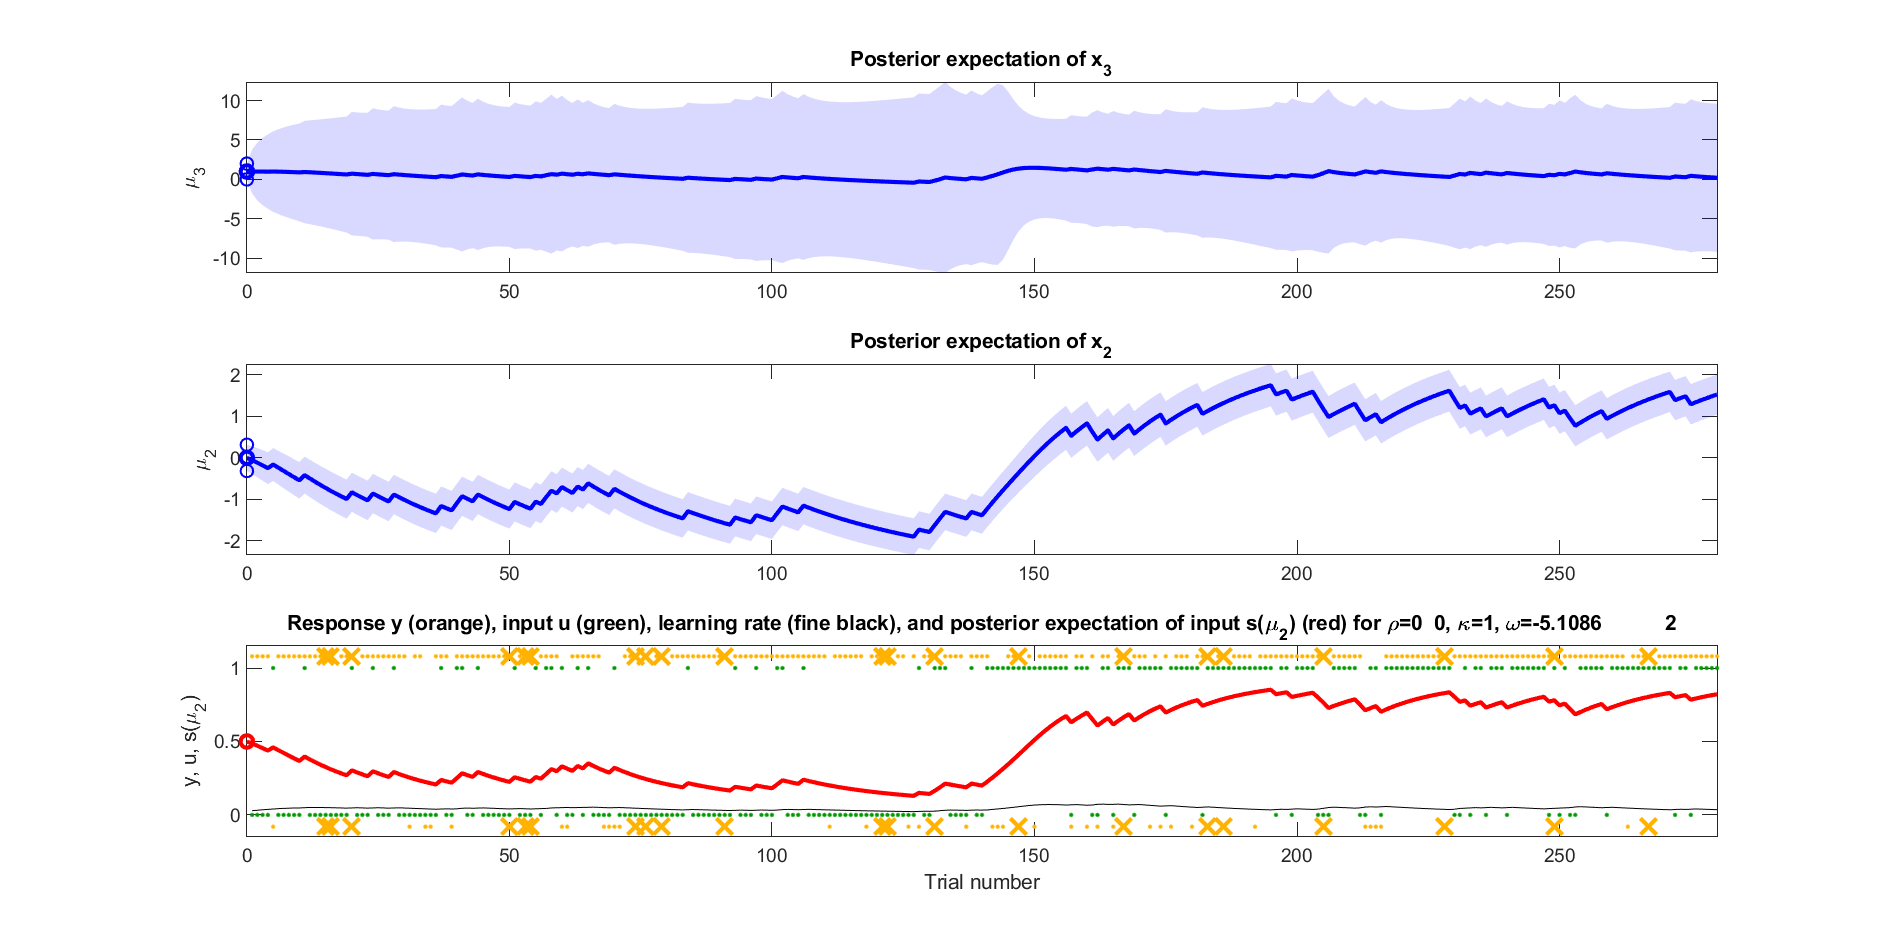 Posterior expectation of x₃
10
5
0
-5
-10
μ₃
0 50 100 150 200 250
Posterior expectation of x₂
2
1
0
-1
-2
μ₂
0 50 100 150 200 250
Response y (orange), input u (green), learning rate (fine black), and posterior expectation of input s(μ₂) (red) for ρ=0 0, κ=1, ω=-5.1086 2
1
0.5
0
y, u, s(μ₂)
0 50 100 150 200 250
Trial number